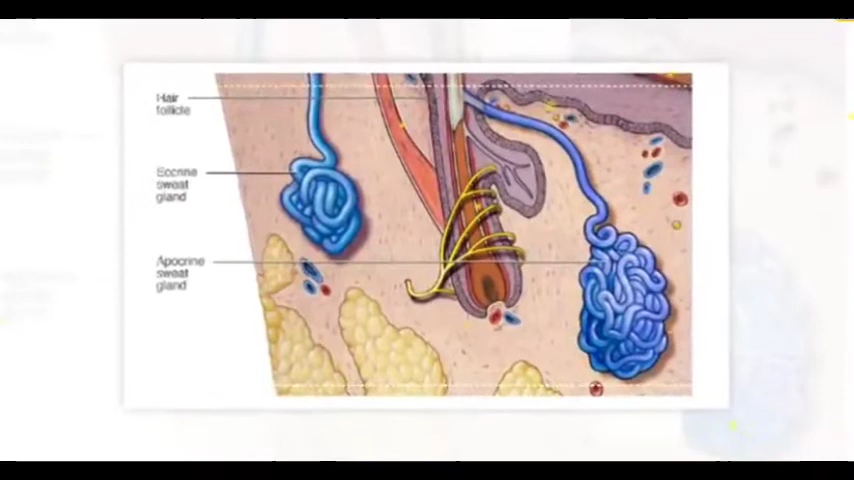 Hair
follicle
Eccrine
sweat
gland
Apocrine
sweat
gland